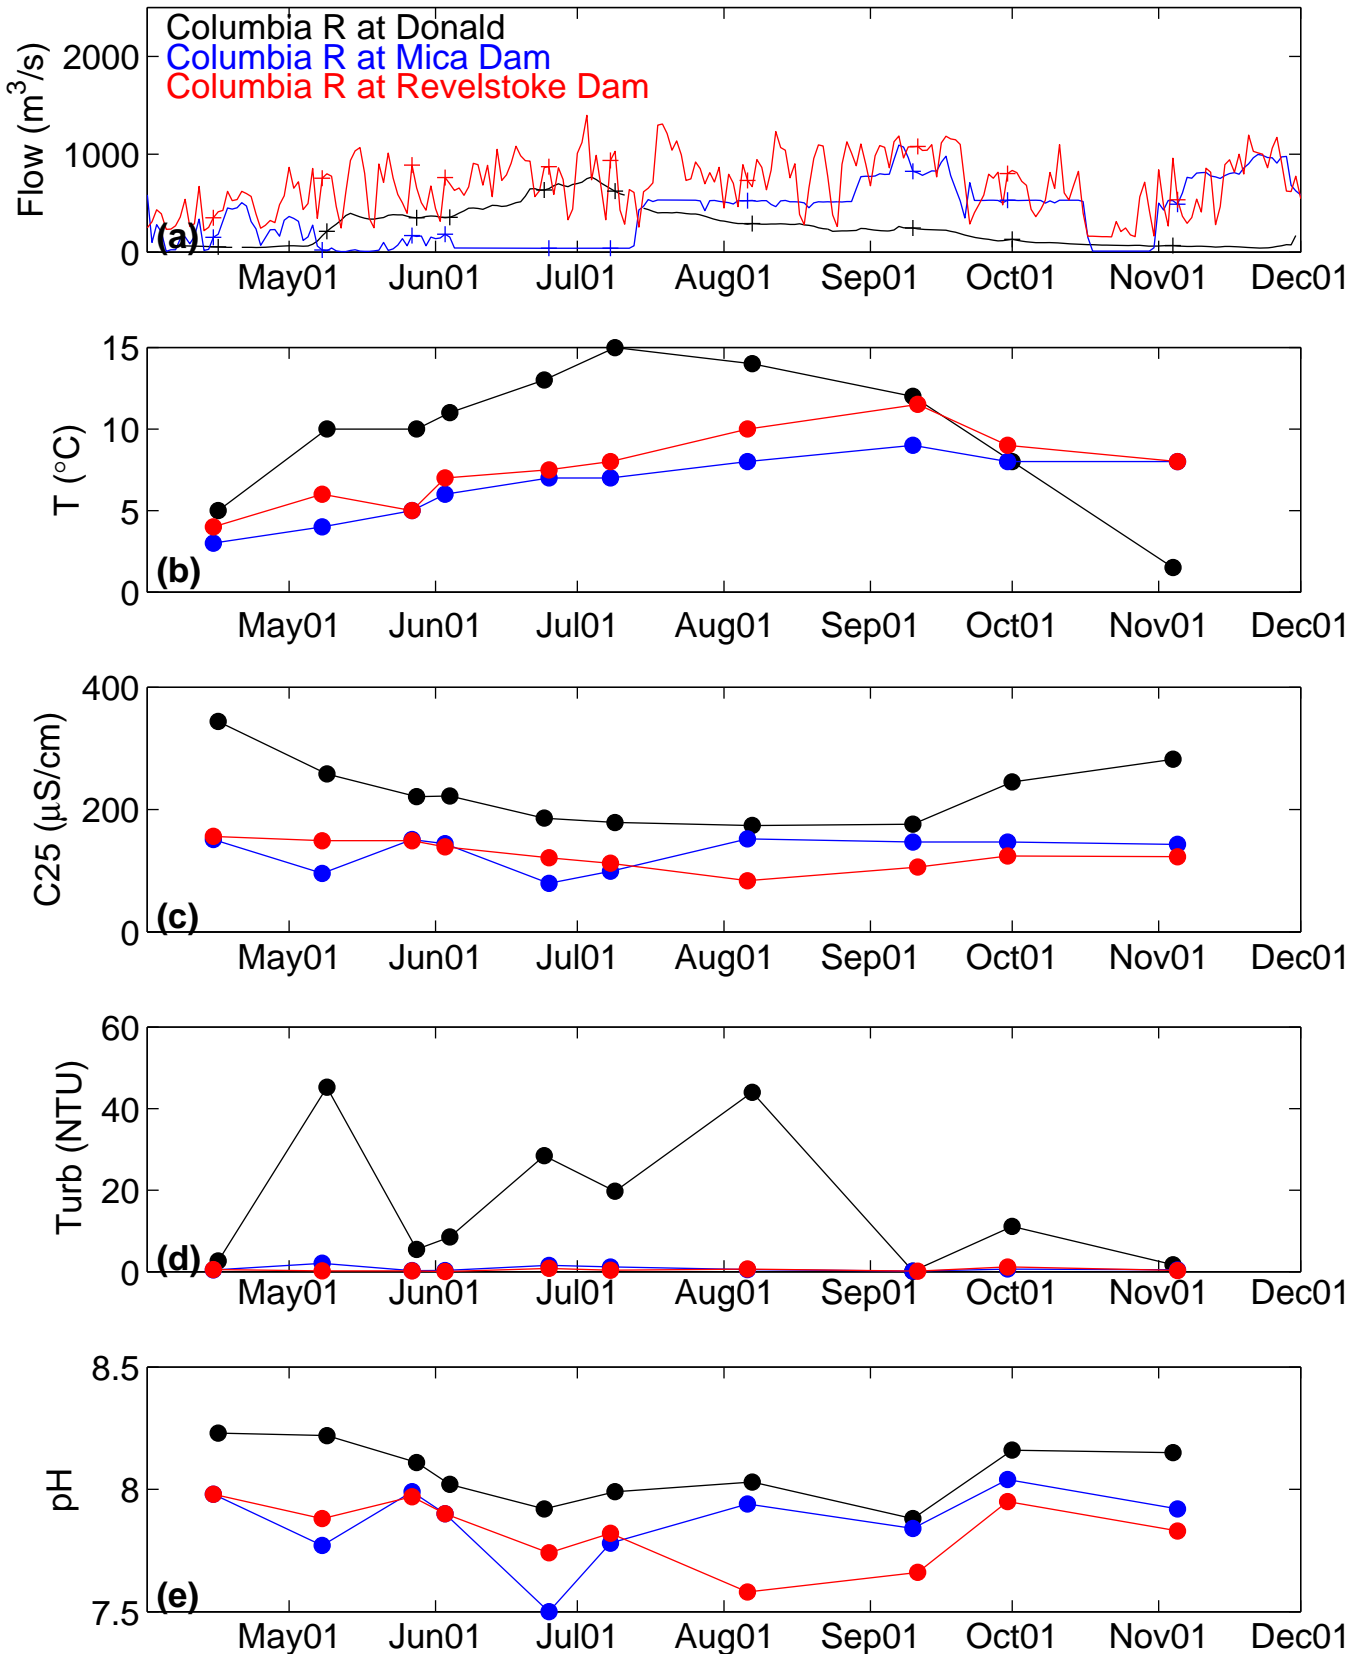 Columbia R at Donald
Columbia R at Mica Dam
Columbia R at Revelstoke Dam
Flow (m³/s)
2000
1000
0
(a)
May01 Jun01 Jul01 Aug01 Sep01 Oct01 Nov01 Dec01
T (°C)
15
10
5
0
(b)
May01 Jun01 Jul01 Aug01 Sep01 Oct01 Nov01 Dec01
C25 (μS/cm)
400
200
0
(c)
May01 Jun01 Jul01 Aug01 Sep01 Oct01 Nov01 Dec01
Turb (NTU)
60
40
20
0
(d)
May01 Jun01 Jul01 Aug01 Sep01 Oct01 Nov01 Dec01
pH
8.5
8
7.5
(e)
May01 Jun01 Jul01 Aug01 Sep01 Oct01 Nov01 Dec01